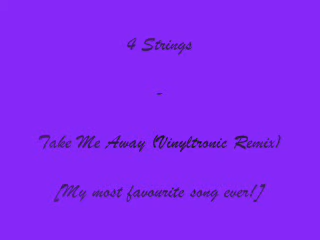 4 Strings
-
Take Me Away (Vinyltronic Remix)
[My most favourite song ever!]